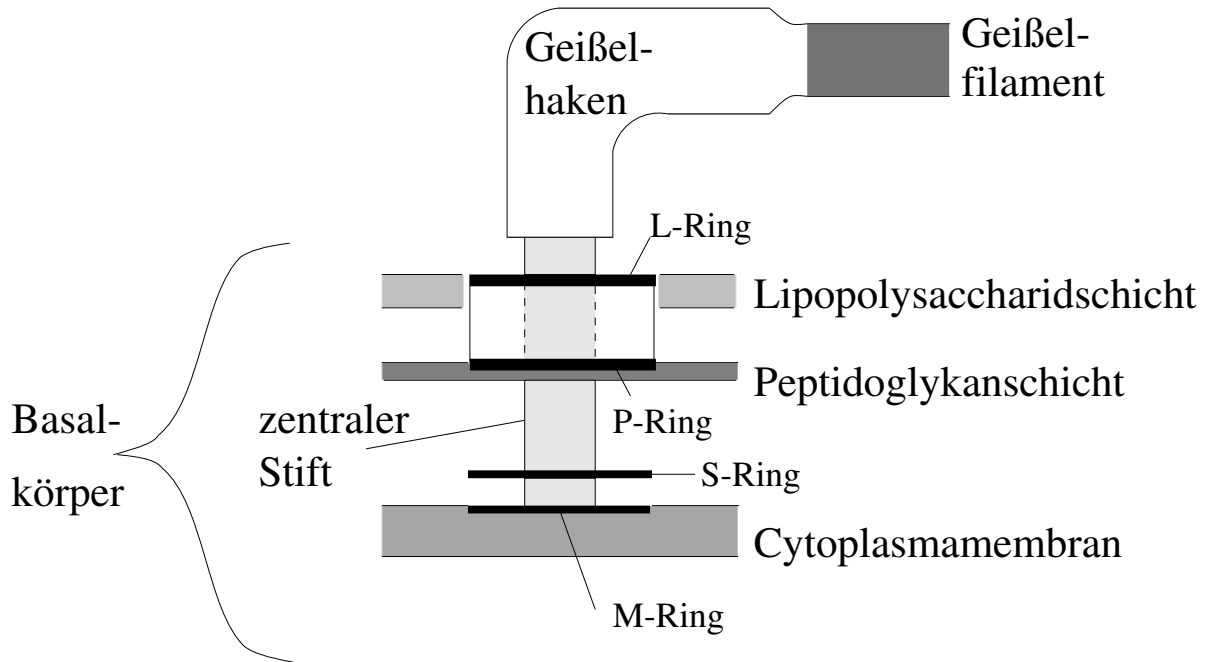 Geißel-
haken
Geißel-
filament
L-Ring
Lipopolysaccharidschicht
Peptidoglykanschicht
P-Ring
Basal-
körper
zentraler
Stift
S-Ring
Cytoplasmamembran
M-Ring